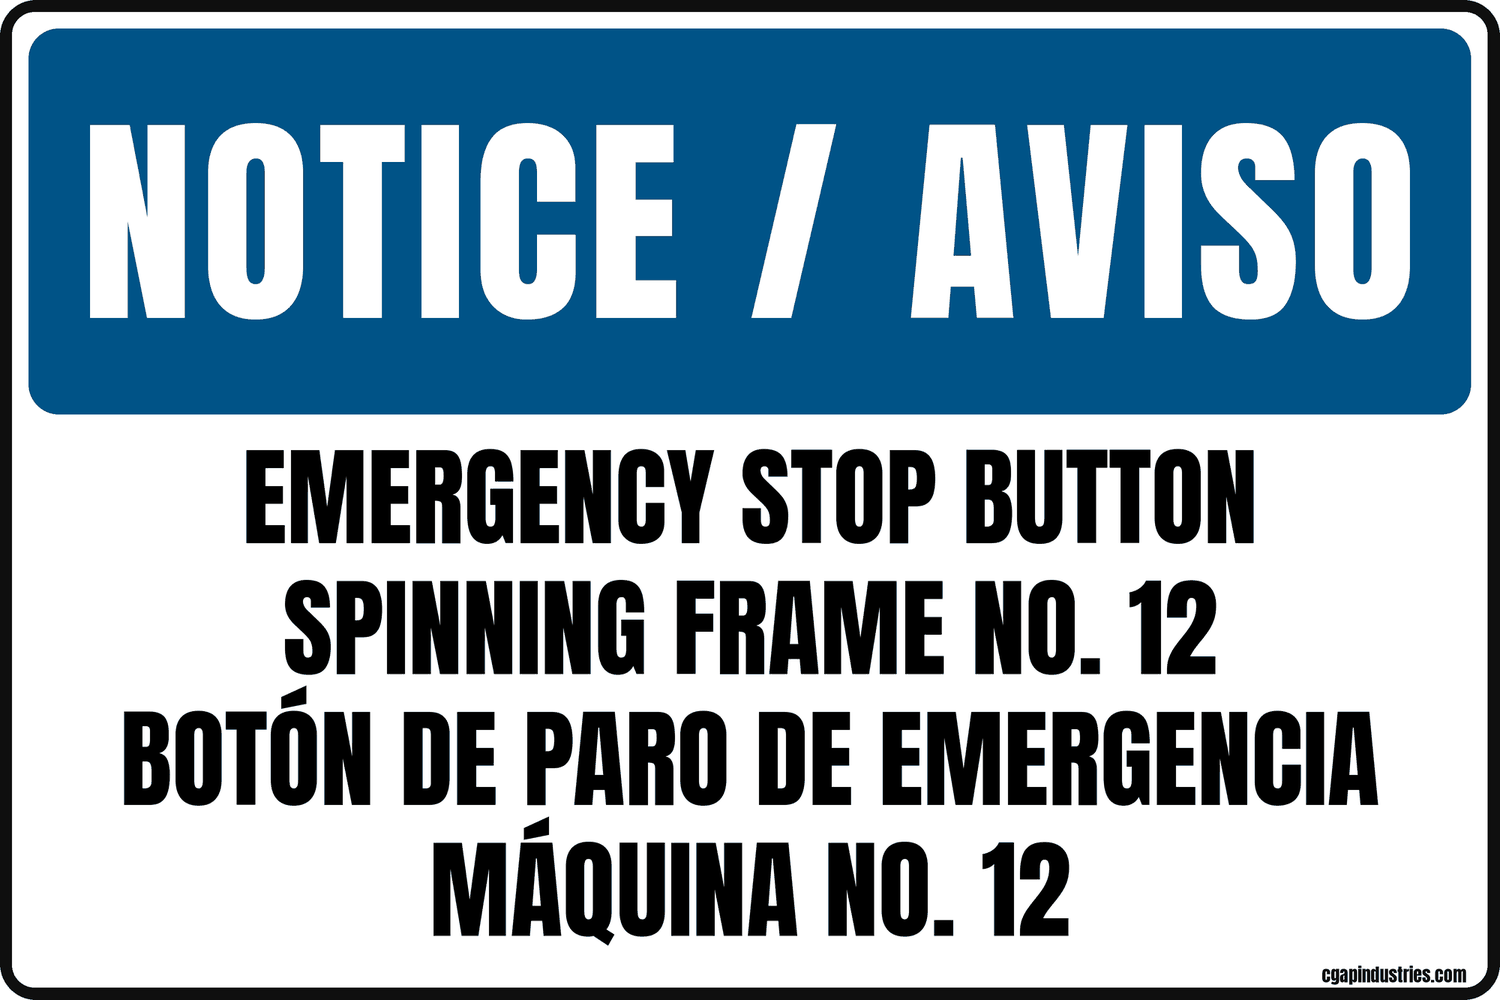 NOTICE / AVISO
EMERGENCY STOP BUTTON
SPINNING FRAME NO. 12
BOTÓN DE PARO DE EMERGENCIA
MÁQUINA NO. 12
cgapindustries.com